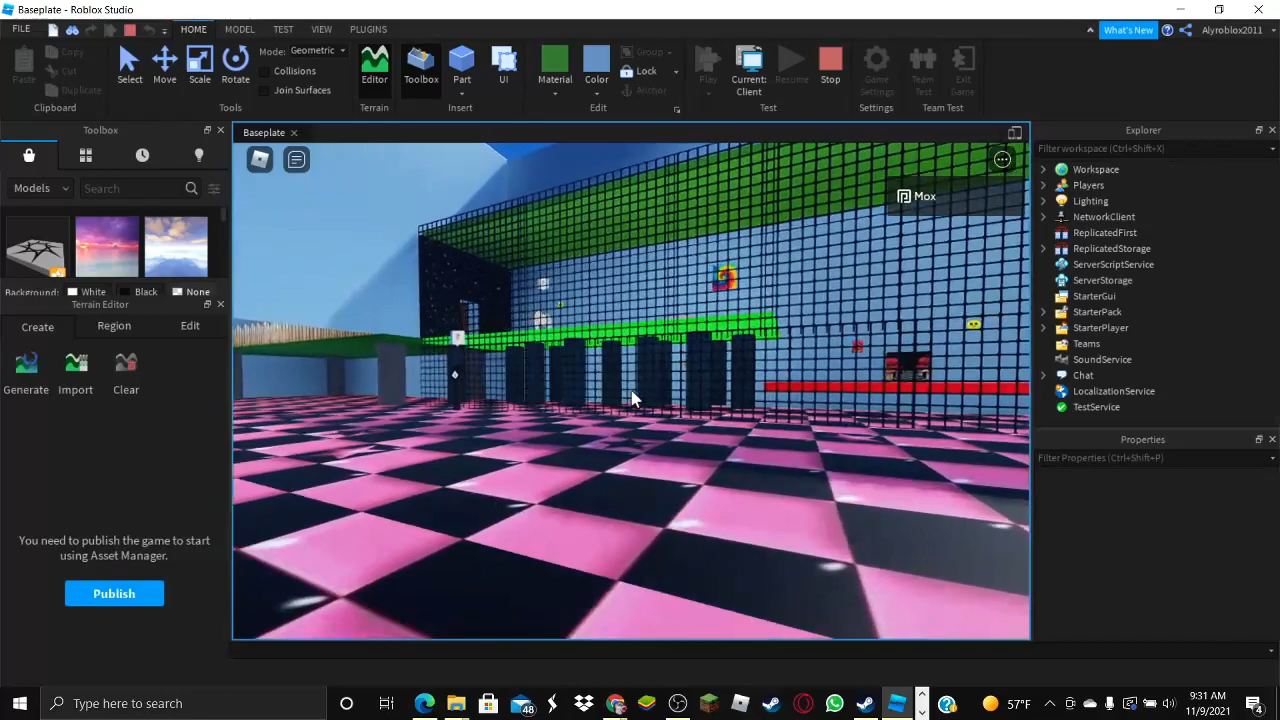 Baseplate - Roblox Studio
FILE HOME MODEL TEST VIEW PLUGINS What's New Alyroblox2011
Paste Copy Cut Duplicate Clipboard
Select Move Scale Rotate Mode: Geometric Collisions Join Surfaces Tools
Editor Terrain
Toolbox Part UI Insert
Material Color Group Lock Anchor Edit
Play Current: Client Resume Stop Test
Game Settings Settings
Team Test Exit Game Team Test
Toolbox
Models Search
Background: White Black None
Terrain Editor
Create Region Edit
Generate Import Clear
You need to publish the game to start
using Asset Manager.
Publish
Baseplate
Mox
Explorer
Filter workspace (Ctrl+Shift+X)
Workspace
Players
Lighting
NetworkClient
ReplicatedFirst
ReplicatedStorage
ServerScriptService
ServerStorage
StarterGui
StarterPack
StarterPlayer
Teams
SoundService
Chat
LocalizationService
TestService
Properties
Filter Properties (Ctrl+Shift+P)
Type here to search
48
57°F
9:31 AM
11/9/2021
4